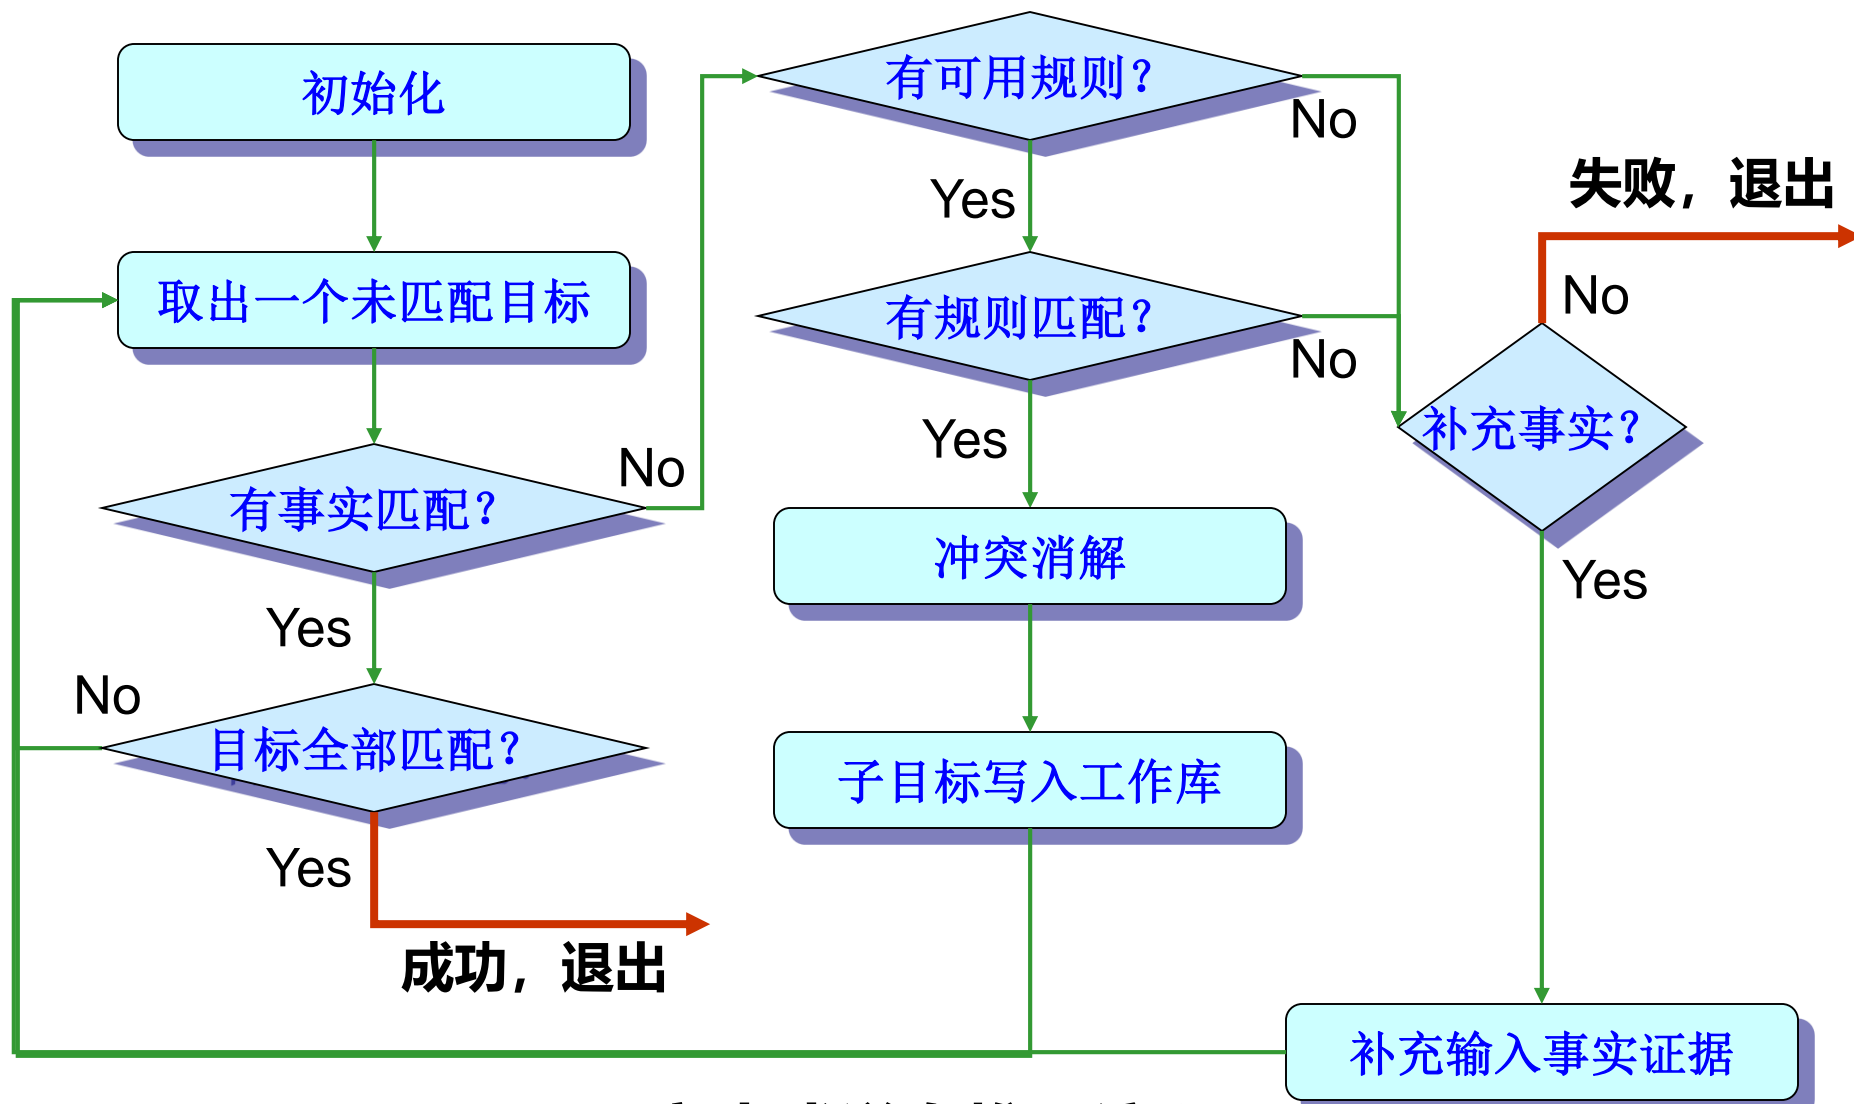 初始化
取出一个未匹配目标
有事实匹配?
No
Yes
目标全部匹配?
No
Yes
成功，退出
有可用规则?
No
Yes
有规则匹配?
No
Yes
冲突消解
子目标写入工作库
失败，退出
No
补充事实?
Yes
补充输入事实证据